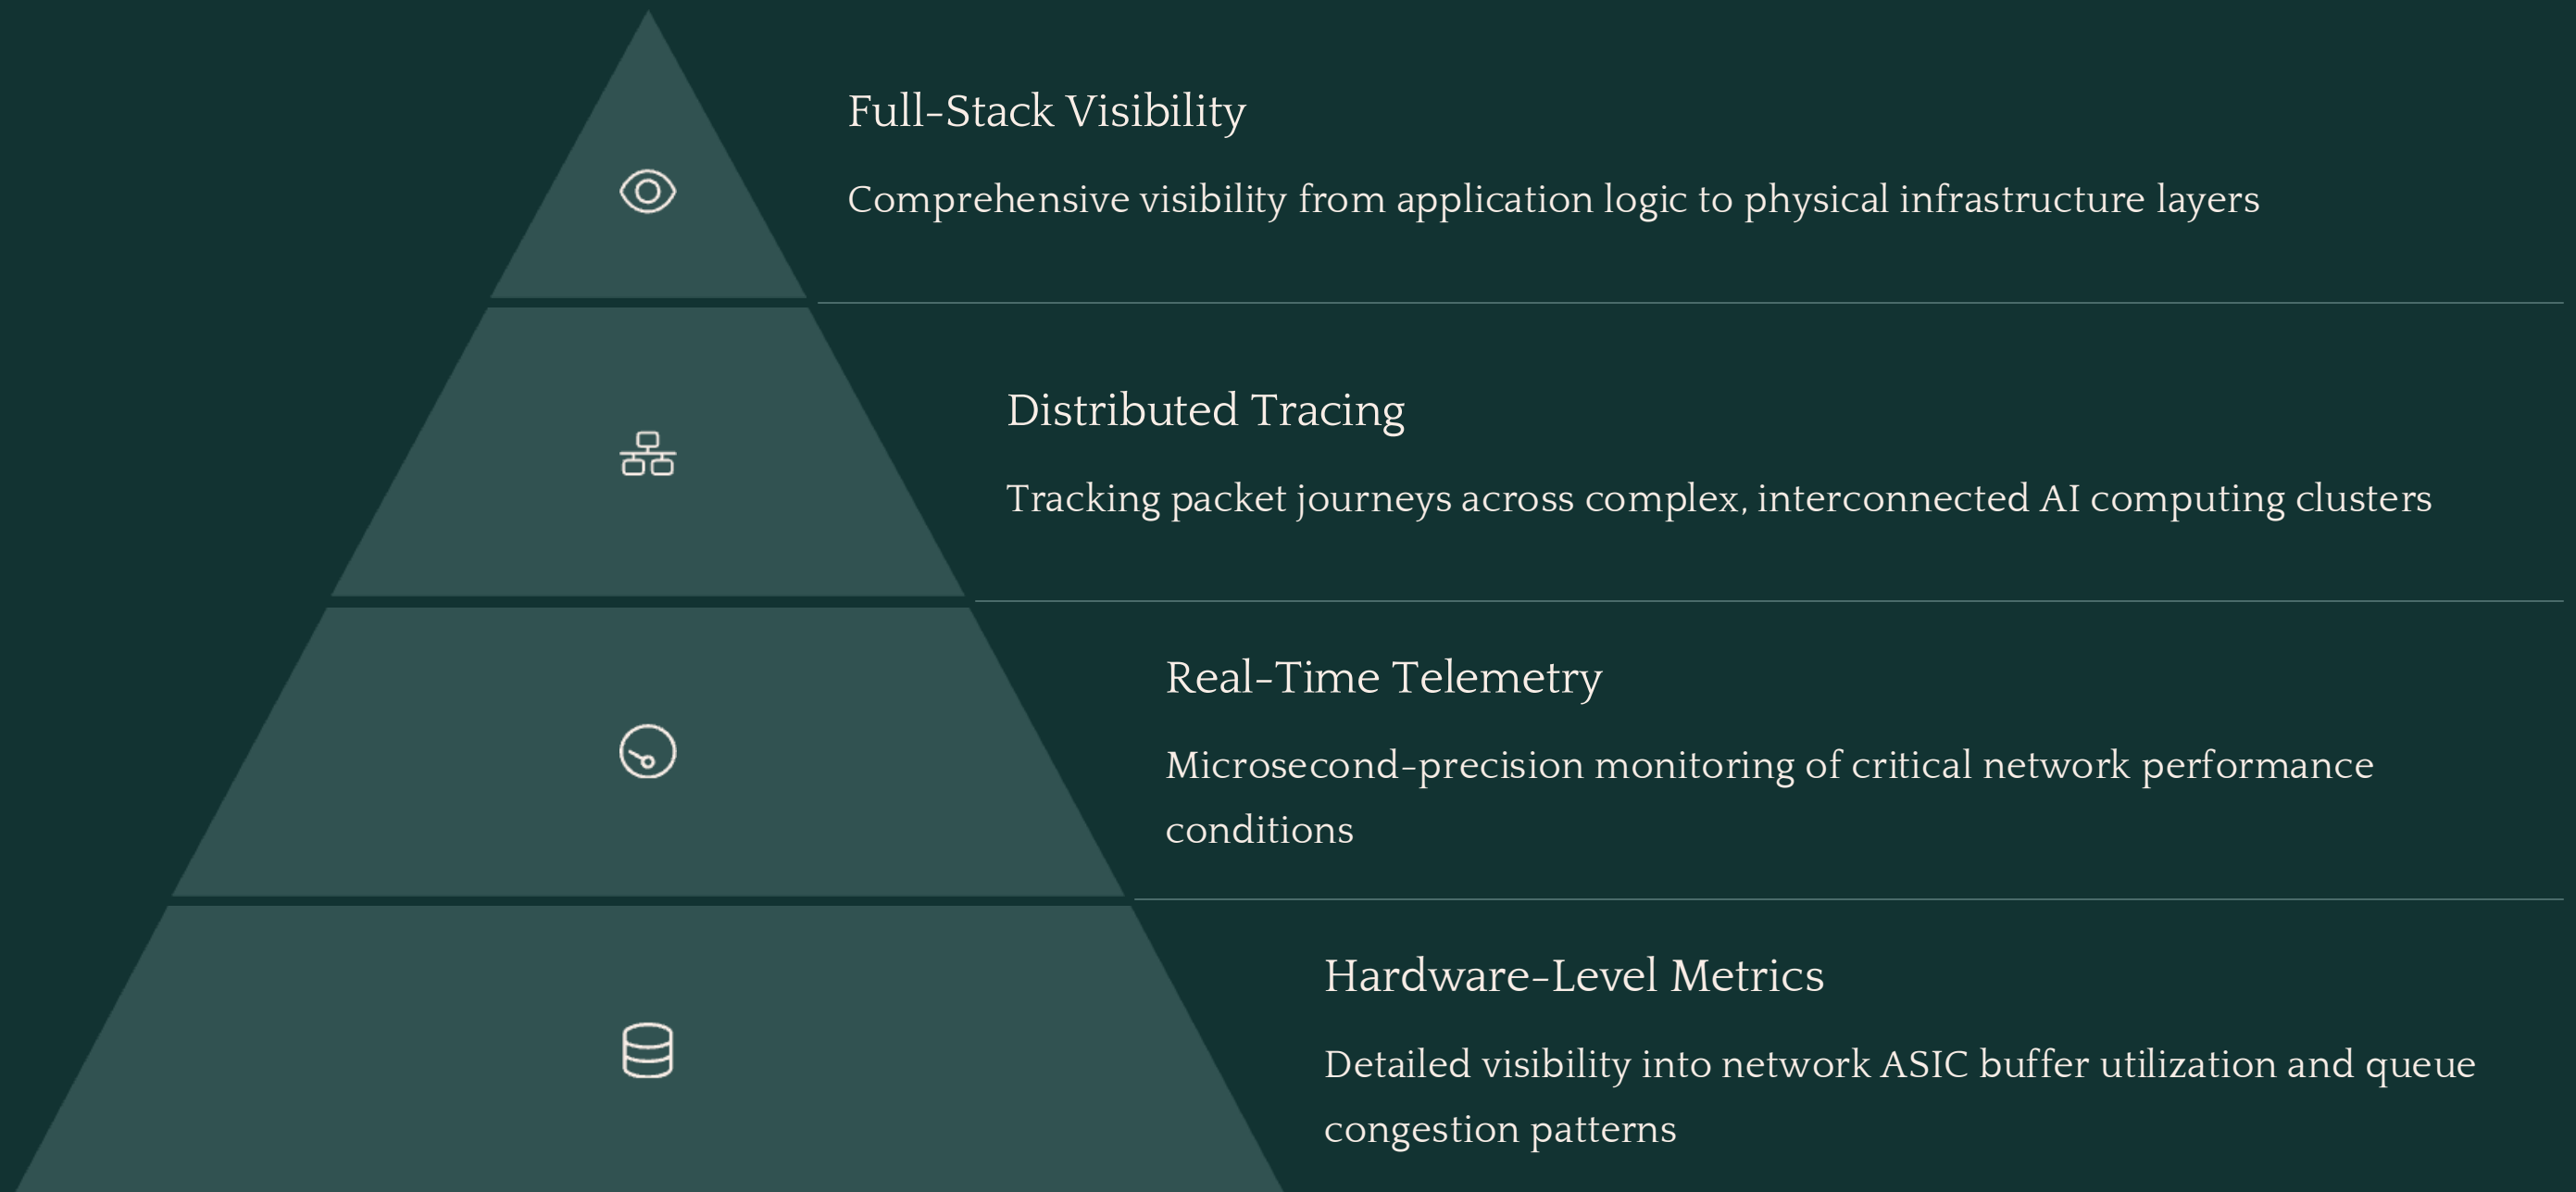 Full-Stack Visibility
Comprehensive visibility from application logic to physical infrastructure layers
Distributed Tracing
Tracking packet journeys across complex, interconnected AI computing clusters
Real-Time Telemetry
Microsecond-precision monitoring of critical network performance
conditions
Hardware-Level Metrics
Detailed visibility into network ASIC buffer utilization and queue
congestion patterns